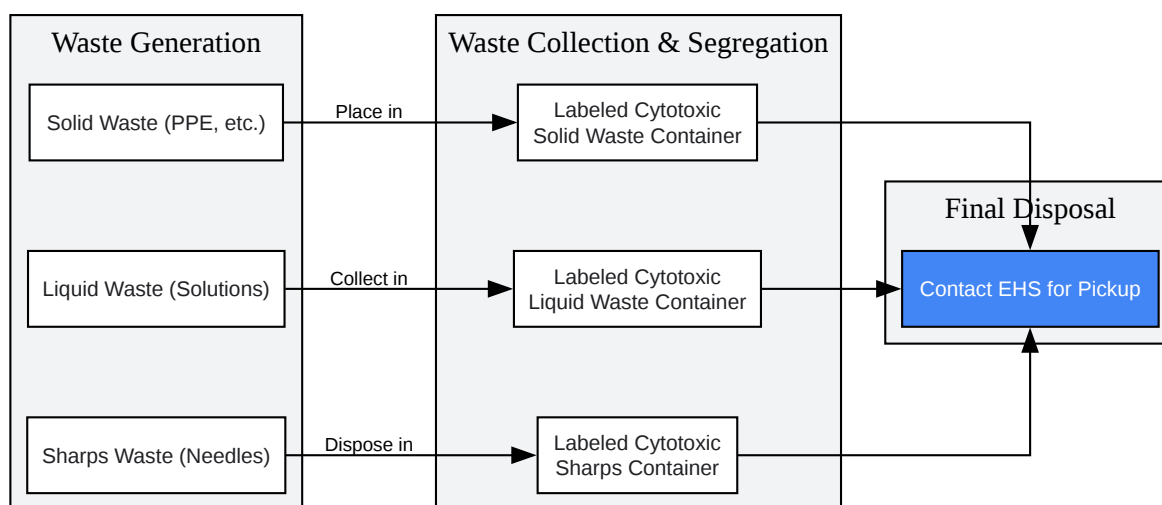 Waste Generation
Waste Collection & Segregation
Solid Waste (PPE, etc.)
Place in
Labeled Cytotoxic
Solid Waste Container
Final Disposal
Liquid Waste (Solutions)
Collect in
Labeled Cytotoxic
Liquid Waste Container
Contact EHS for Pickup
Sharps Waste (Needles)
Dispose in
Labeled Cytotoxic
Sharps Container